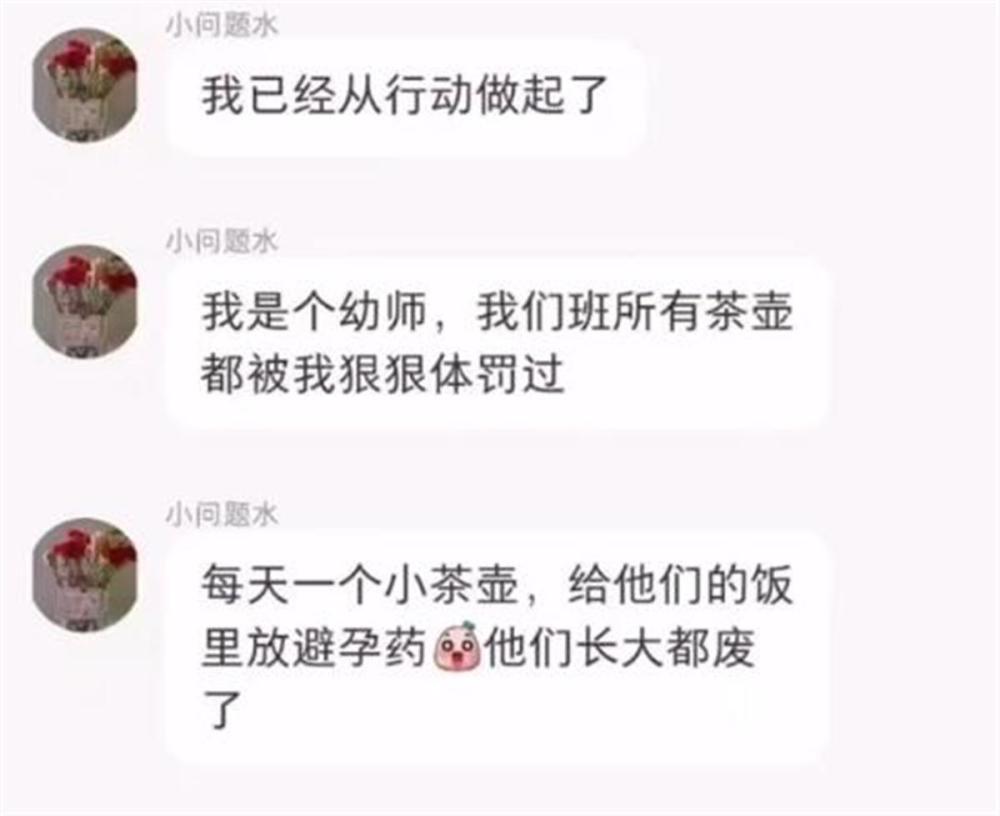 小问题水
我已经从行动做起了
小问题水
我是个幼师，我们班所有茶壶
都被我狠狠体罚过
小问题水
每天一个小茶壶，给他们的饭
里放避孕药他们长大都废
了